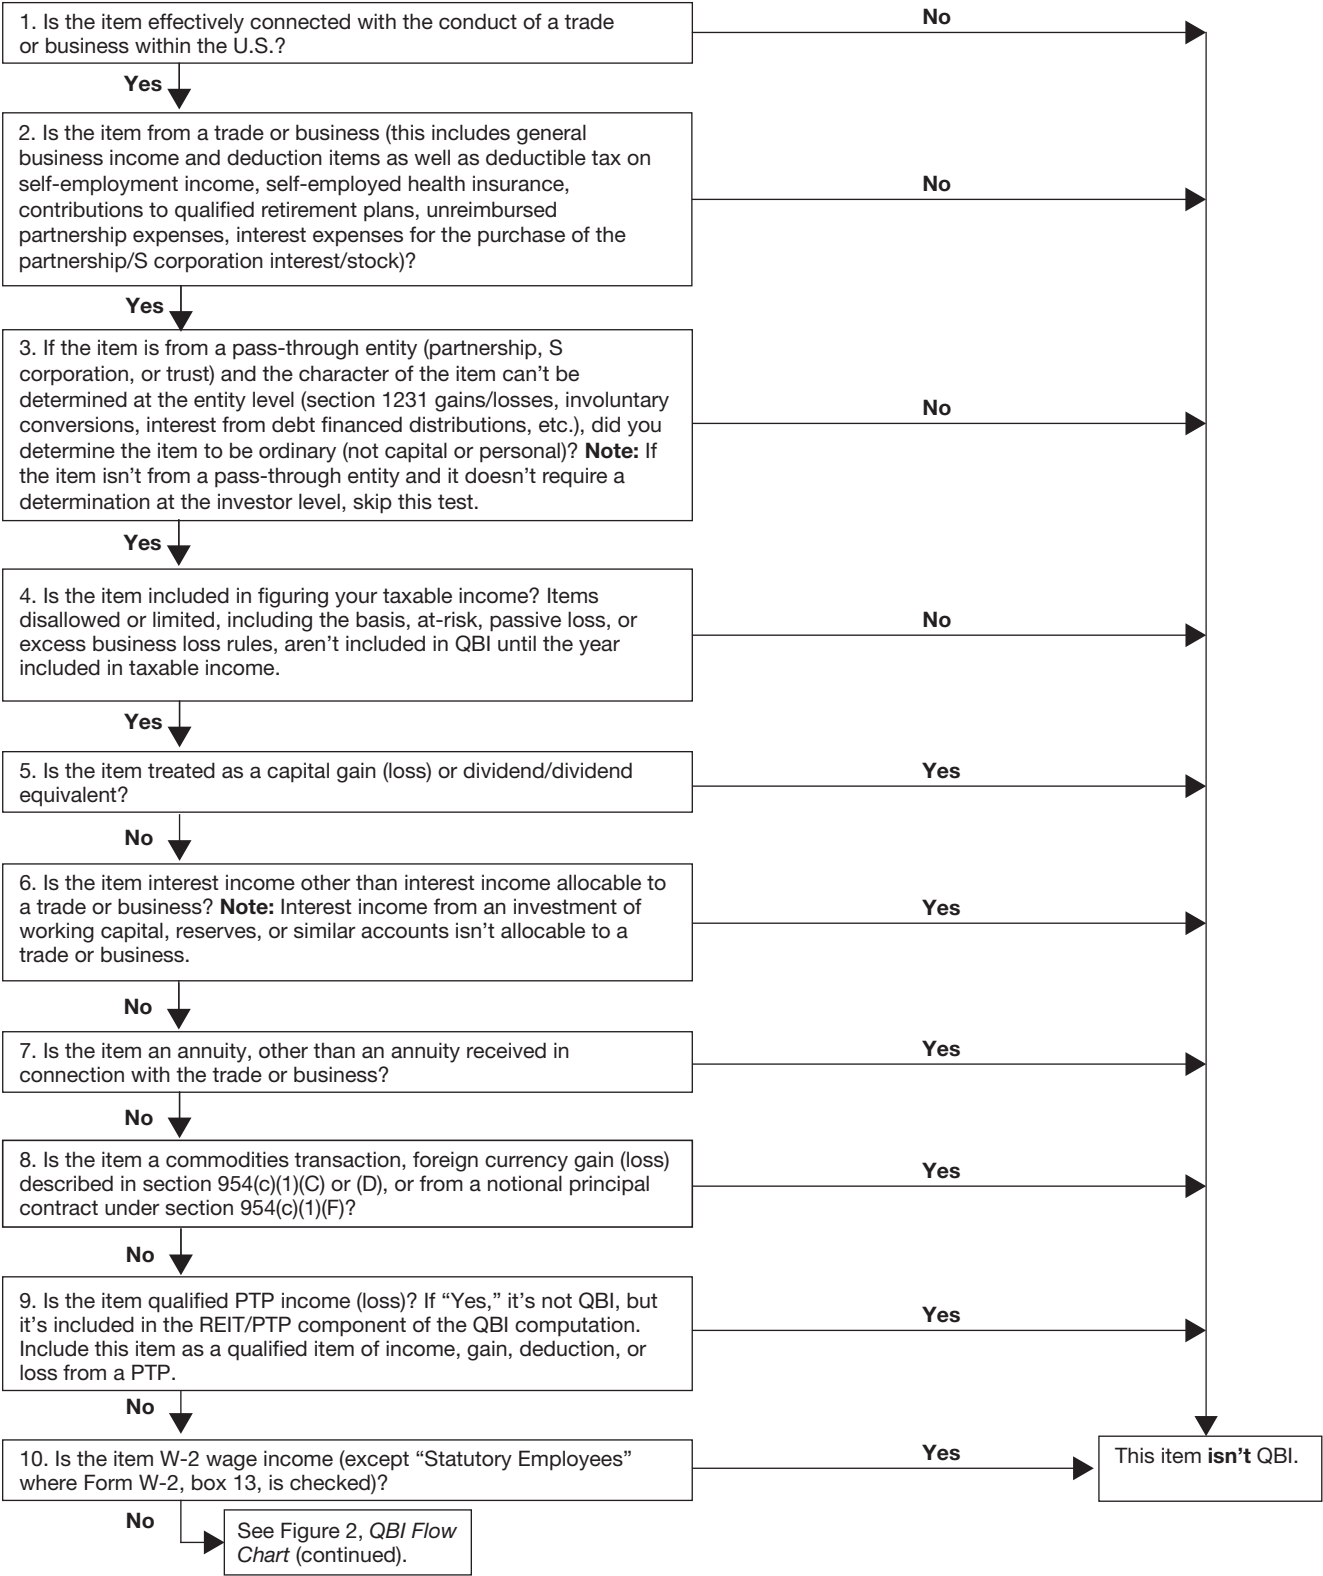 1. Is the item effectively connected with the conduct of a trade
or business within the U.S.?
No
Yes
2. Is the item from a trade or business (this includes general
business income and deduction items as well as deductible tax on
self-employment income, self-employed health insurance,
contributions to qualified retirement plans, unreimbursed
partnership expenses, interest expenses for the purchase of the
partnership/S corporation interest/stock)?
No
Yes
3. If the item is from a pass-through entity (partnership, S
corporation, or trust) and the character of the item can’t be
determined at the entity level (section 1231 gains/losses, involuntary
conversions, interest from debt financed distributions, etc.), did you
determine the item to be ordinary (not capital or personal)? Note: If
the item isn’t from a pass-through entity and it doesn’t require a
determination at the investor level, skip this test.
No
Yes
4. Is the item included in figuring your taxable income? Items
disallowed or limited, including the basis, at-risk, passive loss, or
excess business loss rules, aren’t included in QBI until the year
included in taxable income.
No
Yes
5. Is the item treated as a capital gain (loss) or dividend/dividend
equivalent?
Yes
No
6. Is the item interest income other than interest income allocable to
a trade or business? Note: Interest income from an investment of
working capital, reserves, or similar accounts isn’t allocable to a
trade or business.
Yes
No
7. Is the item an annuity, other than an annuity received in
connection with the trade or business?
Yes
No
8. Is the item a commodities transaction, foreign currency gain (loss)
described in section 954(c)(1)(C) or (D), or from a notional principal
contract under section 954(c)(1)(F)?
Yes
No
9. Is the item qualified PTP income (loss)? If “Yes,” it’s not QBI, but
it’s included in the REIT/PTP component of the QBI computation.
Include this item as a qualified item of income, gain, deduction, or
loss from a PTP.
Yes
No
10. Is the item W-2 wage income (except “Statutory Employees”
where Form W-2, box 13, is checked)?
Yes
This item isn’t QBI.
No
See Figure 2, QBI Flow
Chart (continued).